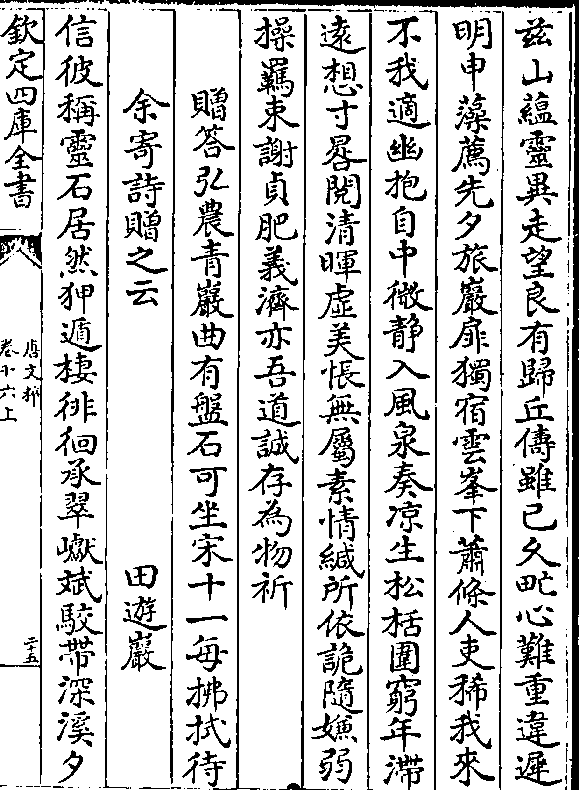 茲山蘊靈異走望良有歸丘儔雖已久甿心難重違遲
明申藻薦先夕旅巖扉獨宿雲峯下蕭條人吏稀我來
不我適幽抱自中微靜入風泉奏凉生松栝圍窮年滯
遠想寸晷閱清暉虛美悵無屬素情緘所依詭隨嫌弱
操羈束謝貞肥義濟亦吾道誠存為物祈
贈答弘農青巖曲有盤石可坐宋十一每拂拭待
余寄詩贈之云
田遊巖
信彼稱靈石居然狎遁棲徘徊承翠巘斌駮帶深溪夕
欽定四庫全書
唐文粹
卷十六上
二十五